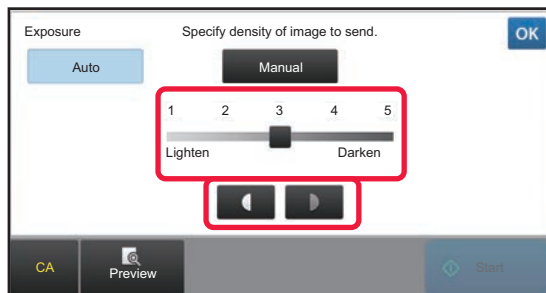 Exposure
Specify density of image to send.
OK
Auto
Manual
1 2 3 4 5
Lighten Darken
CA
Preview
Start